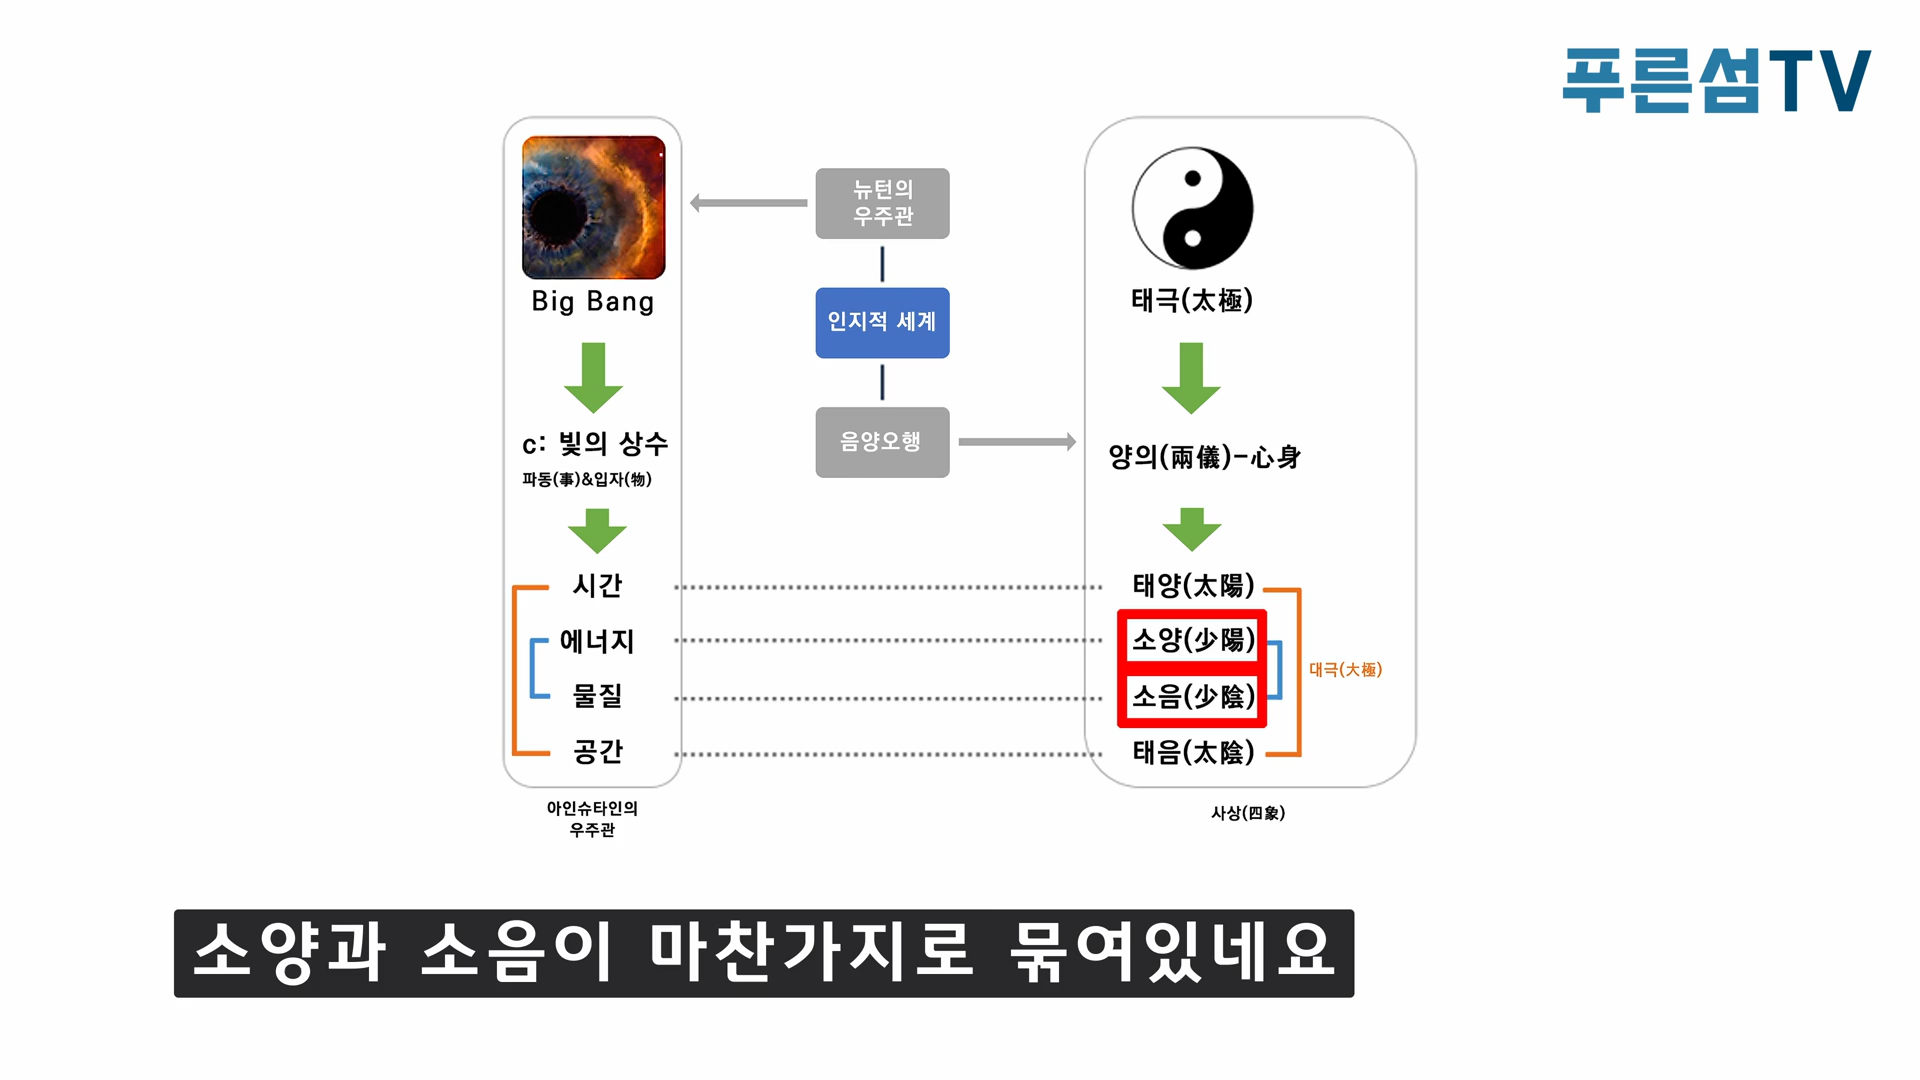 푸른섬TV
Big Bang
c: 빛의 상수
파동(事)&입자(物)
시간
에너지
물질
공간
아인슈타인의
우주관
뉴턴의
우주관
인지적 세계
음양오행
태극(太極)
양의(兩儀)-心身
태양(太陽)
소양(少陽)
소음(少陰)
태음(太陰)
대극(大極)
사상(四象)
소양과 소음이 마찬가지로 묶여있네요